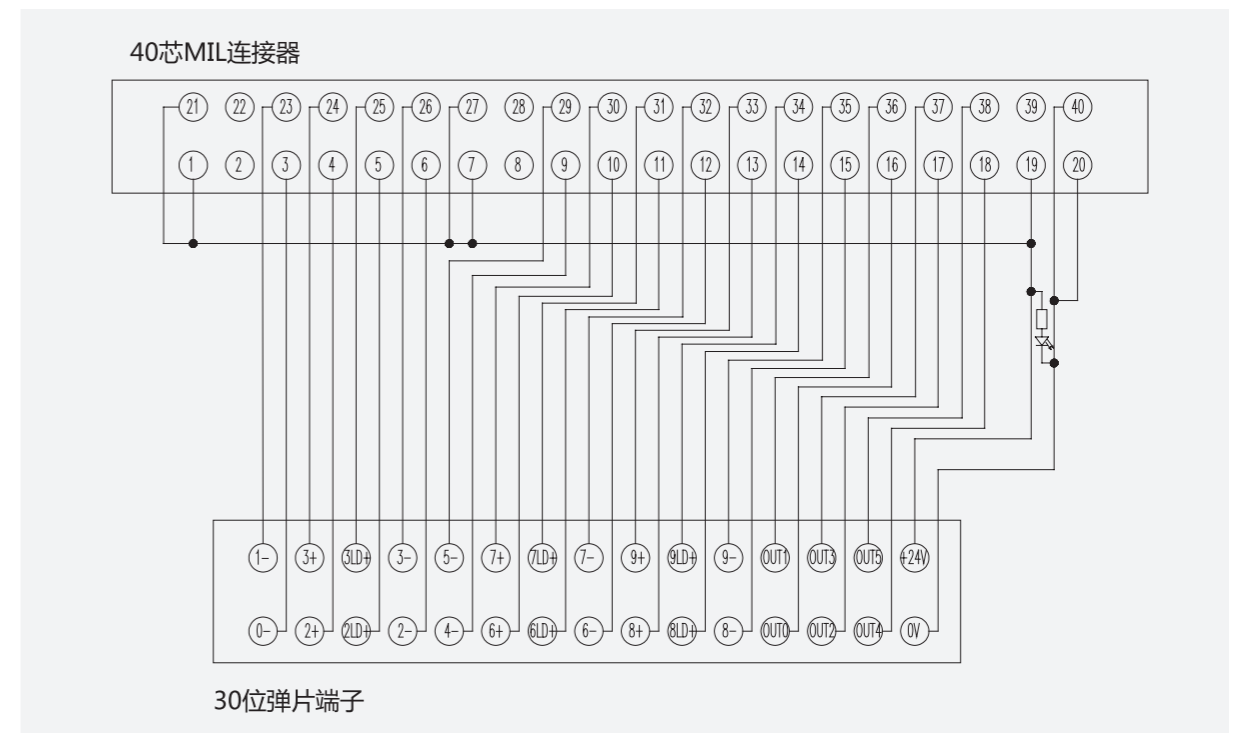 40芯MIL连接器
21 22 23 24 25 26 27 28 29 30 31 32 33 34 35 36 37 38 39 40
1 2 3 4 5 6 7 8 9 10 11 12 13 14 15 16 17 18 19 20
1- 3+ 3LD+ 3- 5- 7+ 7LD+ 7- 9+ 9LD+ 9- OUT1 OUT3 OUT5 +24V
0- 2+ 2LD+ 2- 4- 6+ 6LD+ 6- 8+ 8LD+ 8- OUT0 OUT2 OUT4 0V
30位弹片端子